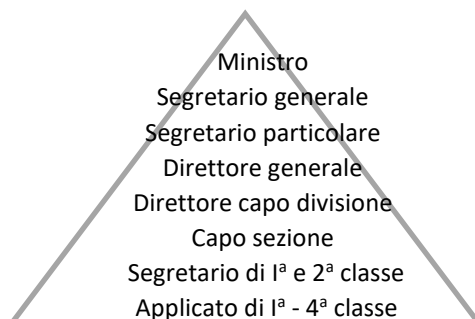 Ministro
Segretario generale
Segretario particolare
Direttore generale
Direttore capo divisione
Capo sezione
Segretario di Iª e 2ª classe
Applicato di Iª - 4ª classe